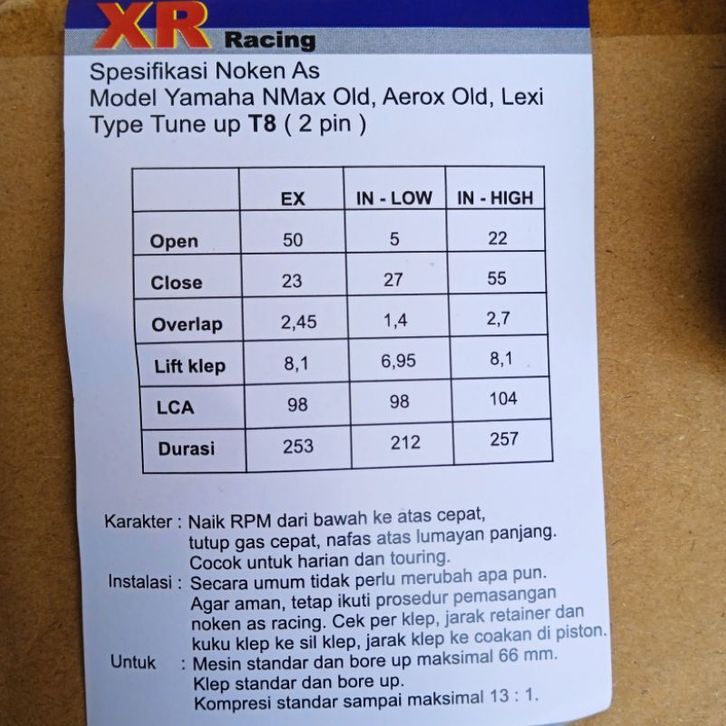 XR Racing
Spesifikasi Noken As
Model Yamaha NMax Old, Aerox Old, Lexi
Type Tune up T8 ( 2 pin )
EX IN - LOW IN - HIGH
Open 50 5 22
Close 23 27 55
Overlap 2,45 1,4 2,7
Lift klep 8,1 6,95 8,1
LCA 98 98 104
Durasi 253 212 257
Karakter : Naik RPM dari bawah ke atas cepat,
tutup gas cepat, nafas atas lumayan panjang.
Cocok untuk harian dan touring.
Instalasi : Secara umum tidak perlu merubah apa pun.
Agar aman, tetap ikuti prosedur pemasangan
noken as racing. Cek per klep, jarak retainer dan
kuku klep ke sil klep, jarak klep ke coakan di piston.
Untuk : Mesin standar dan bore up maksimal 66 mm.
Klep standar dan bore up.
Kompresi standar sampai maksimal 13 : 1.